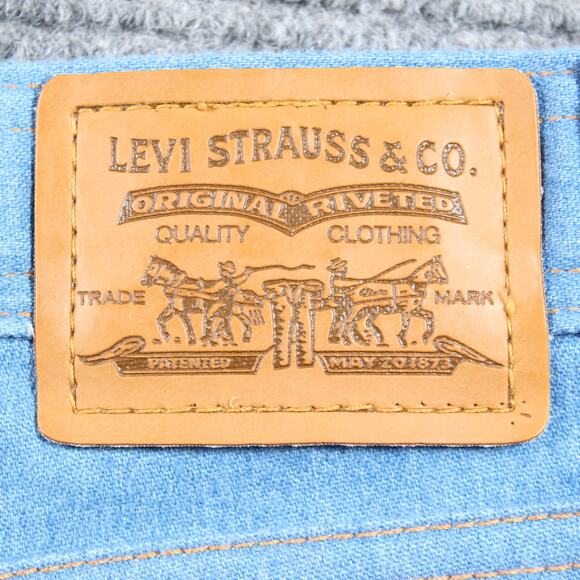 LEVI STRAUSS & CO.
ORIGINAL RIVETED
QUALITY CLOTHING
TRADE MARK
PATENTED MAY 20 1873